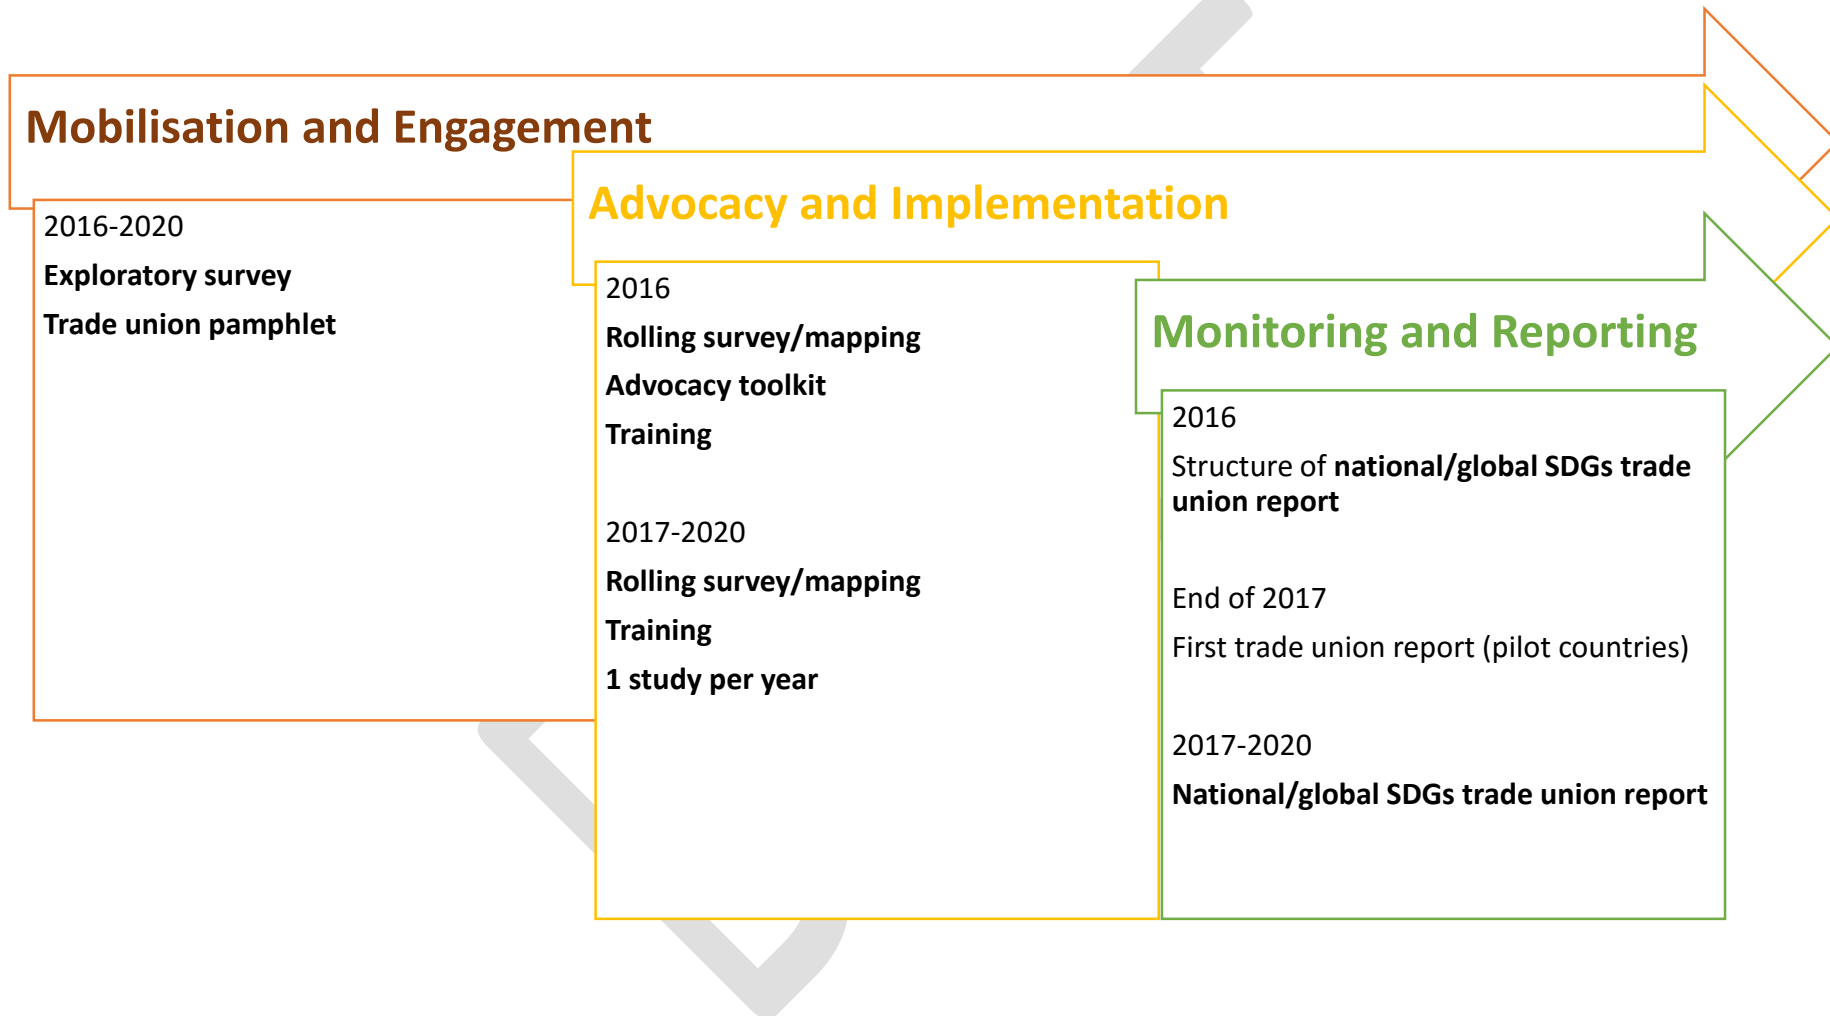 Mobilisation and Engagement
2016-2020
Exploratory survey
Trade union pamphlet
Advocacy and Implementation
2016
Rolling survey/mapping
Advocacy toolkit
Training
2017-2020
Rolling survey/mapping
Training
1 study per year
Monitoring and Reporting
2016
Structure of national/global SDGs trade
union report
End of 2017
First trade union report (pilot countries)
2017-2020
National/global SDGs trade union report